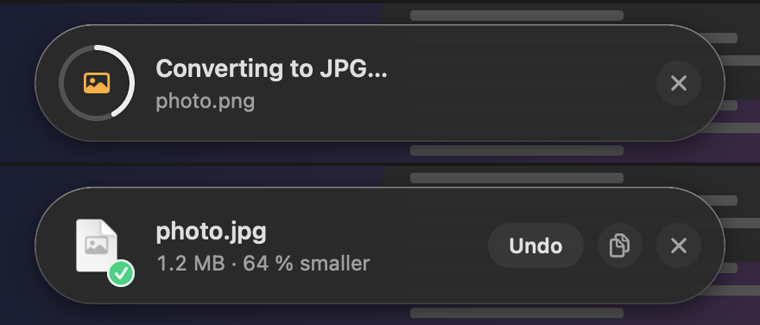 Converting to JPG...
photo.png
photo.jpg
1.2 MB · 64 % smaller
Undo